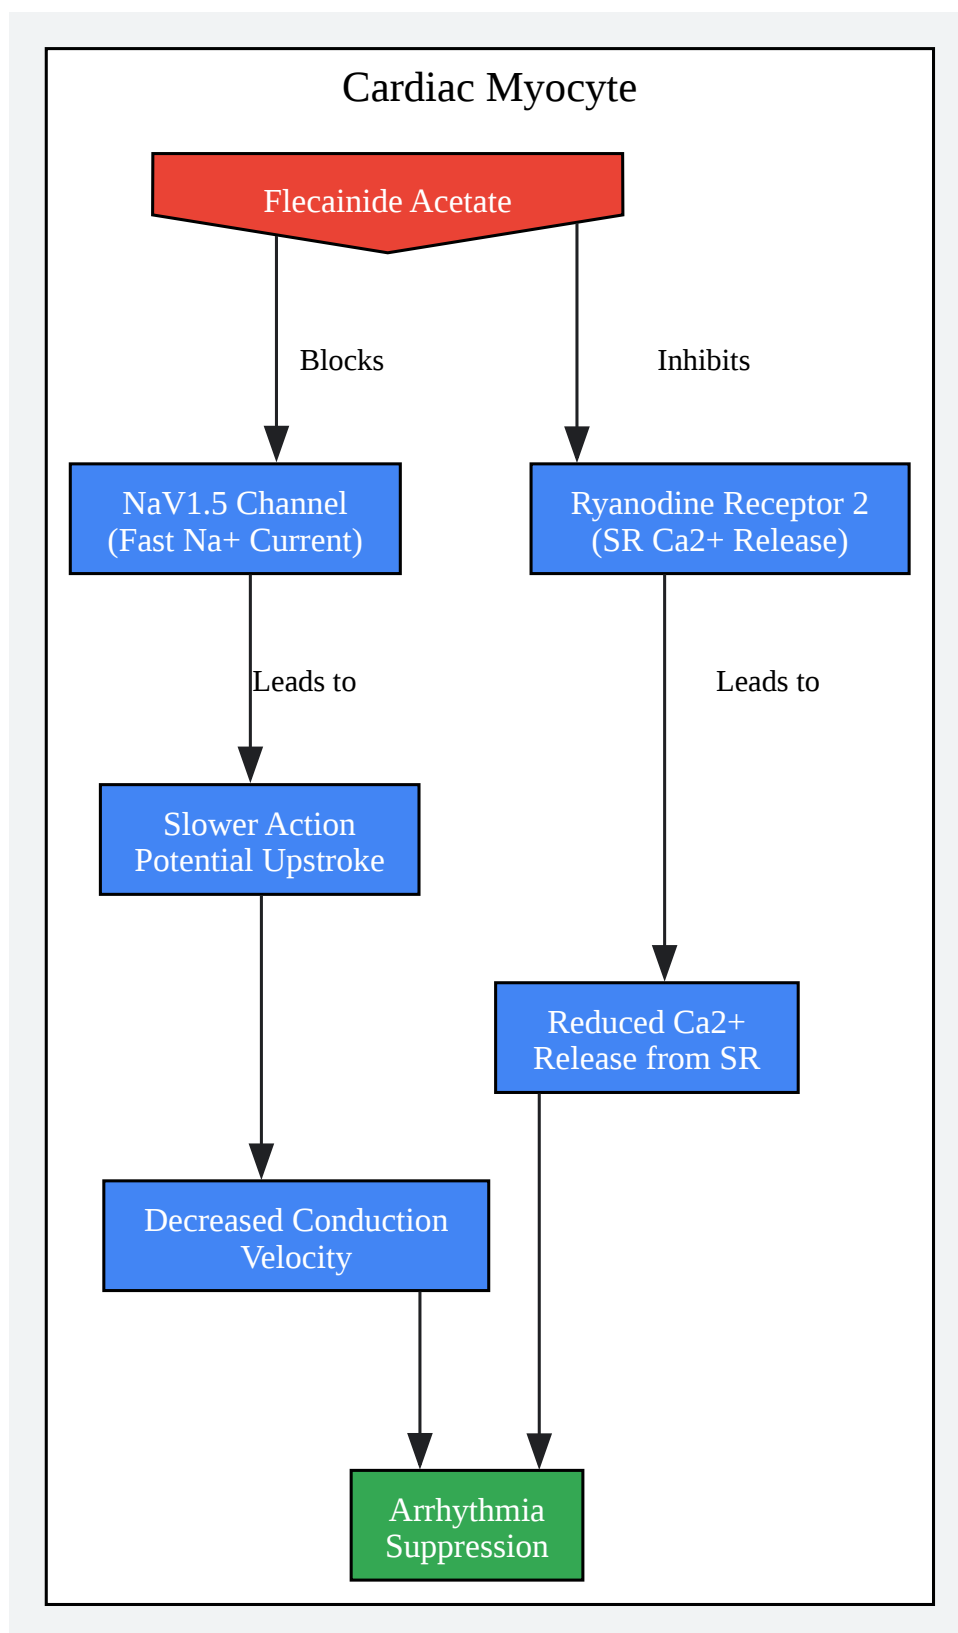 Cardiac Myocyte
Flecainide Acetate
Blocks
Inhibits
NaV1.5 Channel
(Fast Na+ Current)
Ryanodine Receptor 2
(SR Ca2+ Release)
Leads to
Leads to
Slower Action
Potential Upstroke
Reduced Ca2+
Release from SR
Decreased Conduction
Velocity
Arrhythmia
Suppression